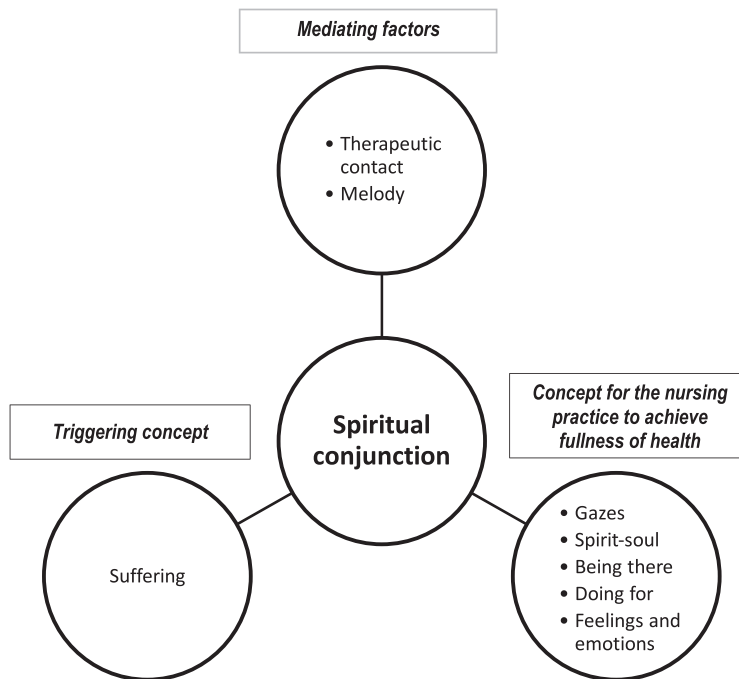 Mediating factors
• Therapeutic
contact
• Melody
Spiritual
conjunction
Triggering concept
Suffering
Concept for the nursing
practice to achieve
fullness of health
• Gazes
• Spirit-soul
• Being there
• Doing for
• Feelings and
emotions